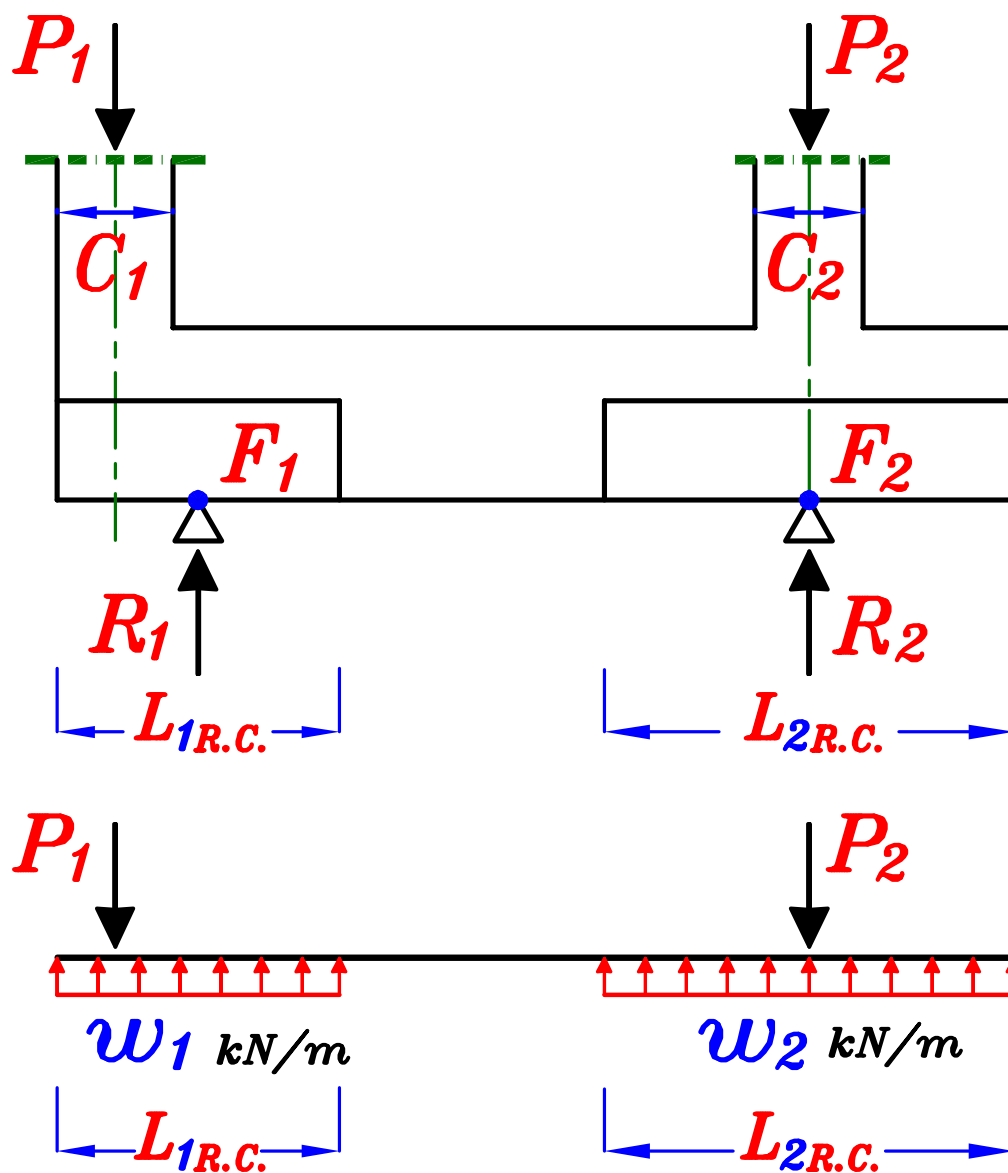 P1 P2
C1 C2
F1 F2
R1 R2
L1R.C. L2R.C.
P1 P2
w1 kN/m w2 kN/m
L1R.C. L2R.C.